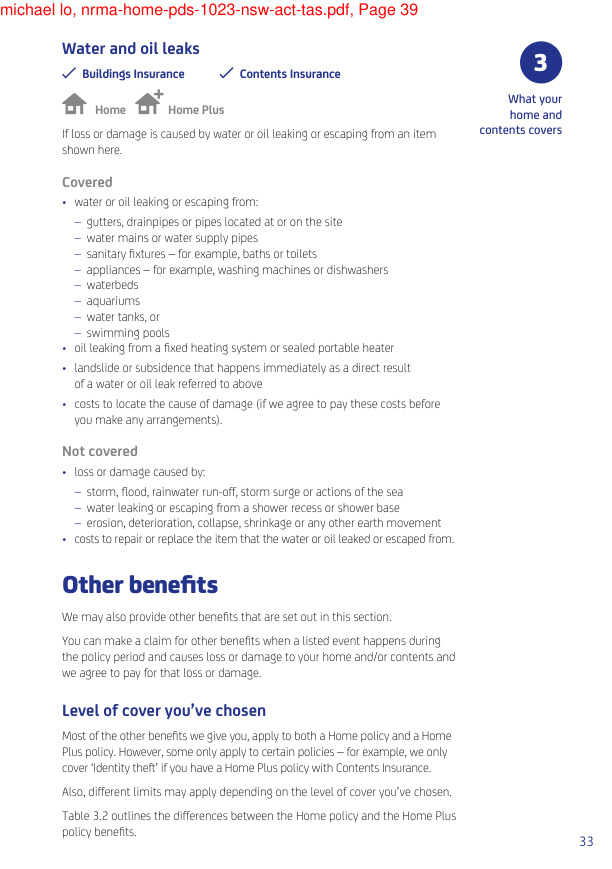 michael lo, nrma-home-pds-1023-nsw-act-tas.pdf, Page 39
Water and oil leaks
Buildings Insurance Contents Insurance
Home Home Plus
If loss or damage is caused by water or oil leaking or escaping from an item
shown here.
3
What your
home and
contents covers
Covered
• water or oil leaking or escaping from:
– gutters, drainpipes or pipes located at or on the site
– water mains or water supply pipes
– sanitary fixtures – for example, baths or toilets
– appliances – for example, washing machines or dishwashers
– waterbeds
– aquariums
– water tanks, or
– swimming pools
• oil leaking from a fixed heating system or sealed portable heater
• landslide or subsidence that happens immediately as a direct result
of a water or oil leak referred to above
• costs to locate the cause of damage (if we agree to pay these costs before
you make any arrangements).
Not covered
• loss or damage caused by:
– storm, flood, rainwater run-off, storm surge or actions of the sea
– water leaking or escaping from a shower recess or shower base
– erosion, deterioration, collapse, shrinkage or any other earth movement
• costs to repair or replace the item that the water or oil leaked or escaped from.
Other benefits
We may also provide other benefits that are set out in this section.
You can make a claim for other benefits when a listed event happens during
the policy period and causes loss or damage to your home and/or contents and
we agree to pay for that loss or damage.
Level of cover you've chosen
Most of the other benefits we give you, apply to both a Home policy and a Home
Plus policy. However, some only apply to certain policies – for example, we only
cover 'Identity theft' if you have a Home Plus policy with Contents Insurance.
Also, different limits may apply depending on the level of cover you've chosen.
Table 3.2 outlines the differences between the Home policy and the Home Plus
policy benefits.
33